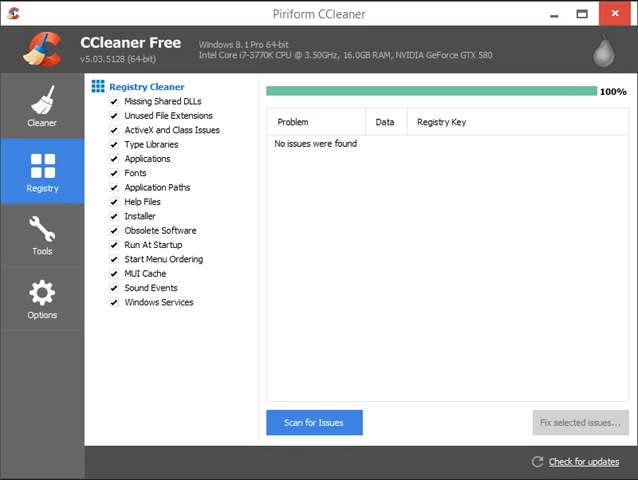 Piriform CCleaner
CCleaner Free
v5.03.5128 (64-bit)
Windows 8.1 Pro 64-bit
Intel Core i7-3770K CPU @ 3.50GHz, 16.0GB RAM, NVIDIA GeForce GTX 580
Cleaner
Registry
Tools
Options
Registry Cleaner
Missing Shared DLLs
Unused File Extensions
ActiveX and Class Issues
Type Libraries
Applications
Fonts
Application Paths
Help Files
Installer
Obsolete Software
Run At Startup
Start Menu Ordering
MUI Cache
Sound Events
Windows Services
100%
Problem Data Registry Key
No issues were found
Scan for Issues
Fix selected issues...
Check for updates